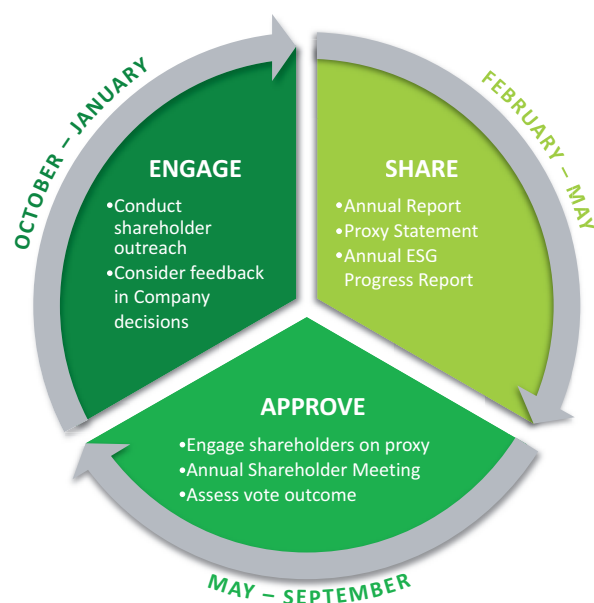 OCTOBER – JANUARY
ENGAGE
•Conduct
shareholder
outreach
•Consider feedback
in Company
decisions
FEBRUARY – MAY
SHARE
•Annual Report
•Proxy Statement
•Annual ESG
Progress Report
APPROVE
•Engage shareholders on proxy
•Annual Shareholder Meeting
•Assess vote outcome
MAY – SEPTEMBER